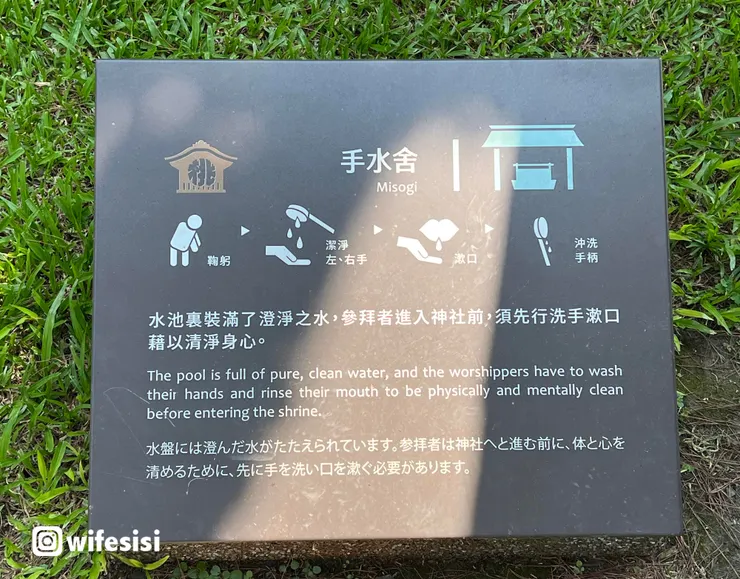 桃
手水舍
Misogi
鞠躬
潔淨
左、右手
漱口
沖洗
手柄
水池裏裝滿了澄淨之水，參拜者進入神社前，須先行洗手漱口
藉以清淨身心。
The pool is full of pure, clean water, and the worshippers have to wash
their hands and rinse their mouth to be physically and mentally clean
before entering the shrine.
水盤には澄んだ水がたたえられています。参拝者は神社へと進む前に、体と心を
清めるために、先に手を洗い口を漱ぐ必要があります。
wifesisi